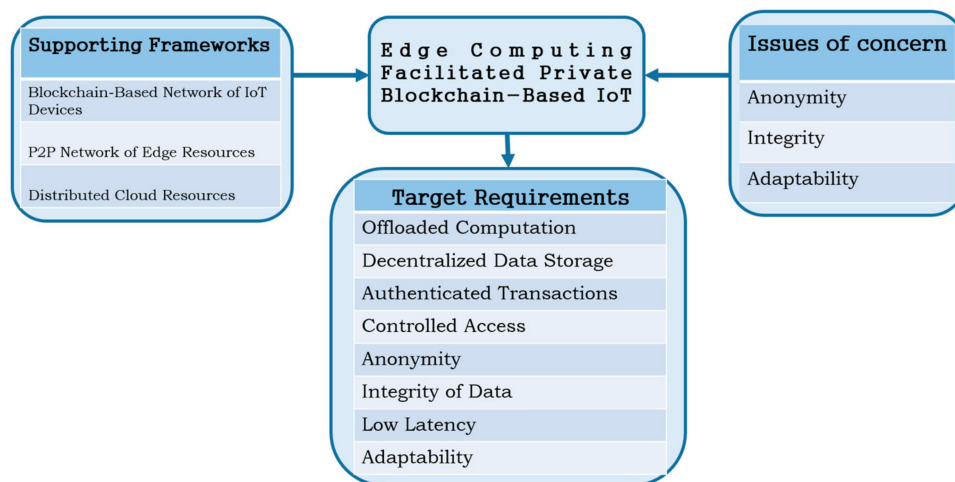 Supporting Frameworks
Blockchain-Based Network of IoT
Devices
P2P Network of Edge Resources
Distributed Cloud Resources
Edge Computing
Facilitated Private
Blockchain-Based IoT
Issues of concern
Anonymity
Integrity
Adaptability
Target Requirements
Offloaded Computation
Decentralized Data Storage
Authenticated Transactions
Controlled Access
Anonymity
Integrity of Data
Low Latency
Adaptability